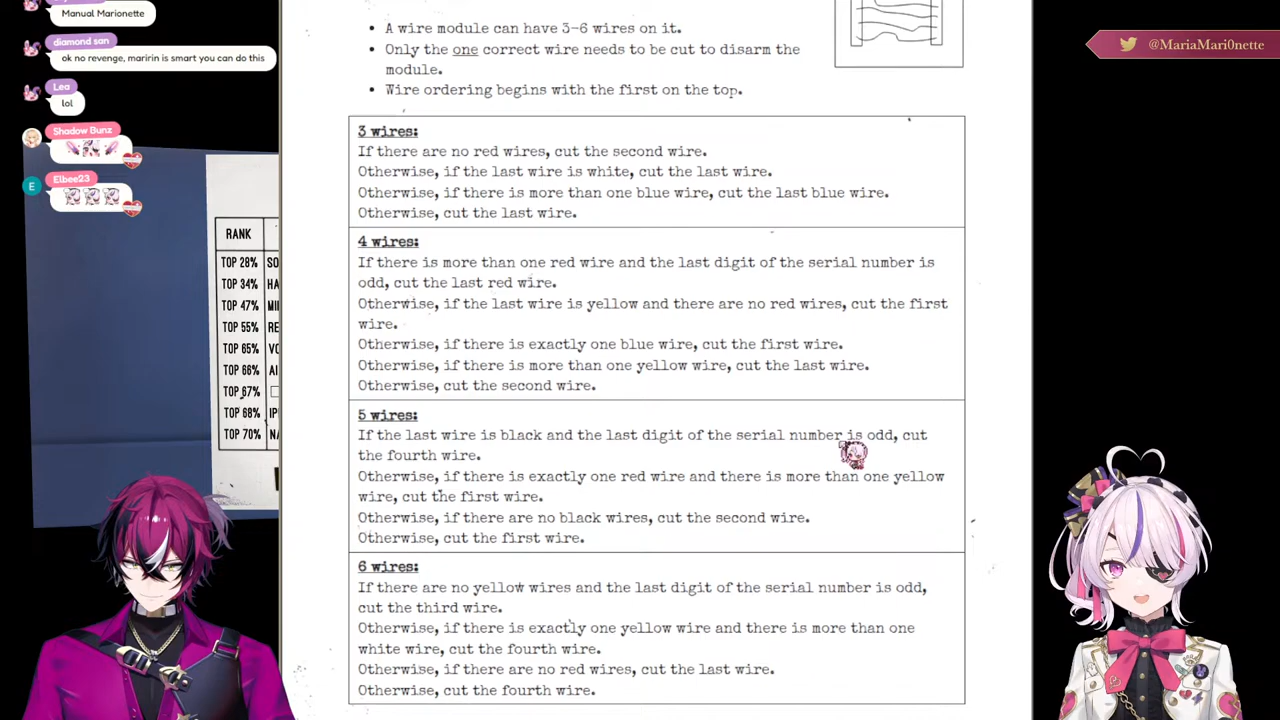 Manual Marionette
diamond san
ok no revenge, maririn is smart you can do this
Lea
lol
Shadow Bunz
E
Elbee23
RANK
TOP 28%
TOP 34%
TOP 47%
TOP 55%
TOP 65%
TOP 66%
TOP 67%
TOP 68%
TOP 70%
• A wire module can have 3-6 wires on it.
• Only the one correct wire needs to be cut to disarm the
module.
• Wire ordering begins with the first on the top.
3 wires:
If there are no red wires, cut the second wire.
Otherwise, if the last wire is white, cut the last wire.
Otherwise, if there is more than one blue wire, cut the last blue wire.
Otherwise, cut the last wire.
4 wires:
If there is more than one red wire and the last digit of the serial number is
odd, cut the last red wire.
Otherwise, if the last wire is yellow and there are no red wires, cut the first
wire.
Otherwise, if there is exactly one blue wire, cut the first wire.
Otherwise, if there is more than one yellow wire, cut the last wire.
Otherwise, cut the second wire.
5 wires:
If the last wire is black and the last digit of the serial number is odd, cut
the fourth wire.
Otherwise, if there is exactly one red wire and there is more than one yellow
wire, cut the first wire.
Otherwise, if there are no black wires, cut the second wire.
Otherwise, cut the first wire.
6 wires:
If there are no yellow wires and the last digit of the serial number is odd,
cut the third wire.
Otherwise, if there is exactly one yellow wire and there is more than one
white wire, cut the fourth wire.
Otherwise, if there are no red wires, cut the last wire.
Otherwise, cut the fourth wire.
@MariaMari0nette